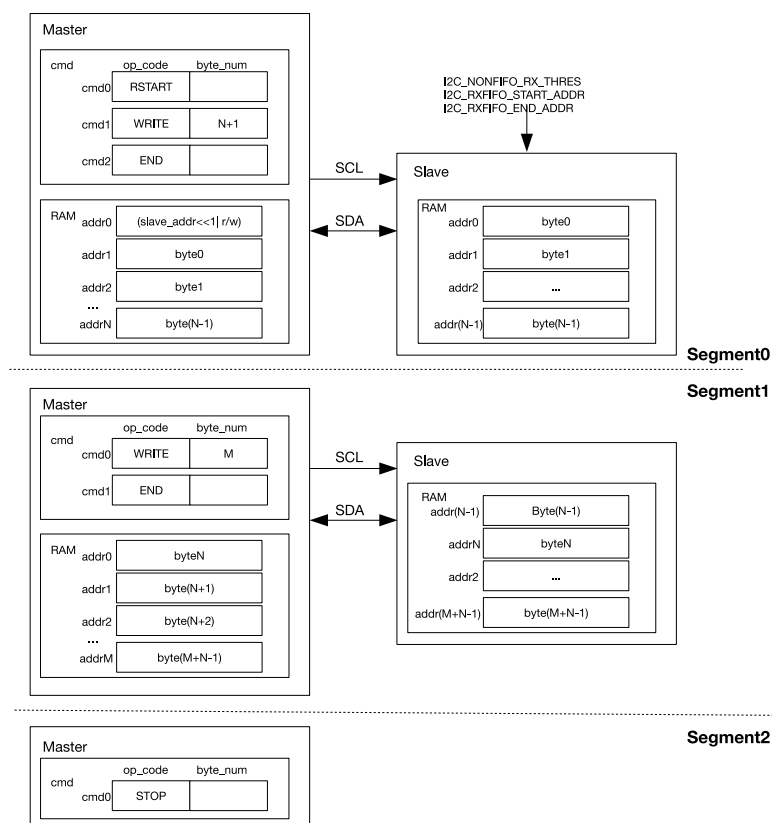 Master
cmd
op_code byte_num
cmd0 RSTART
cmd1 WRITE N+1
cmd2 END
RAM
addr0 (slave_addr<<1| r/w)
addr1 byte0
addr2 byte1
...
addrN byte(N-1)
SCL
SDA
I2C_NONFIFO_RX_THRES
I2C_RXFIFO_START_ADDR
I2C_RXFIFO_END_ADDR
Slave
RAM
addr0 byte0
addr1 byte1
addr2 ...
addr(N-1) byte(N-1)
Segment0
Segment1
Master
cmd
op_code byte_num
cmd0 WRITE M
cmd1 END
RAM
addr0 byteN
addr1 byte(N+1)
addr2 byte(N+2)
...
addrM byte(M+N-1)
SCL
SDA
Slave
RAM
addr(N-1) Byte(N-1)
addrN byteN
addr2 ...
addr(M+N-1) byte(M+N-1)
Segment2
Master
cmd
op_code byte_num
cmd0 STOP